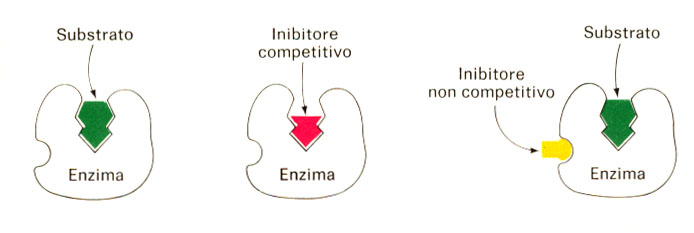 Substrato
Enzima
Inibitore
competitivo
Enzima
Substrato
Inibitore
non competitivo
Enzima